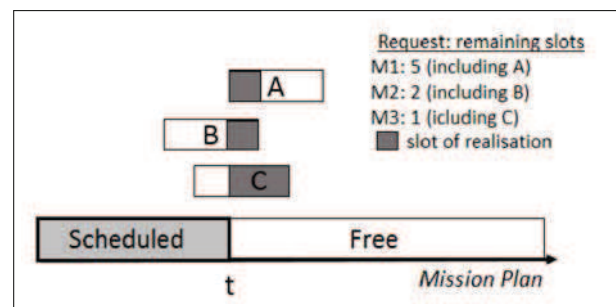 Request: remaining slots
M1: 5 (including A)
M2: 2 (including B)
M3: 1 (icluding C)
slot of realisation
A
B
C
Scheduled
Free
t
Mission Plan